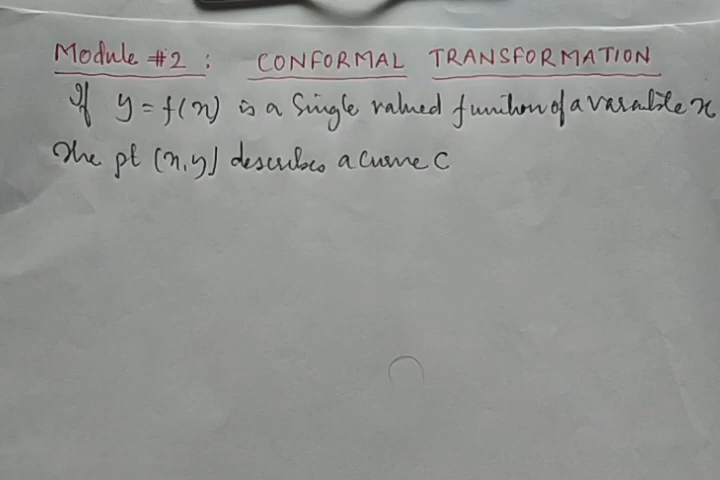 Module #2 : CONFORMAL TRANSFORMATION
If y = f(x) is a Single valued function of a variable x
The pt (x,y) describes a curve C